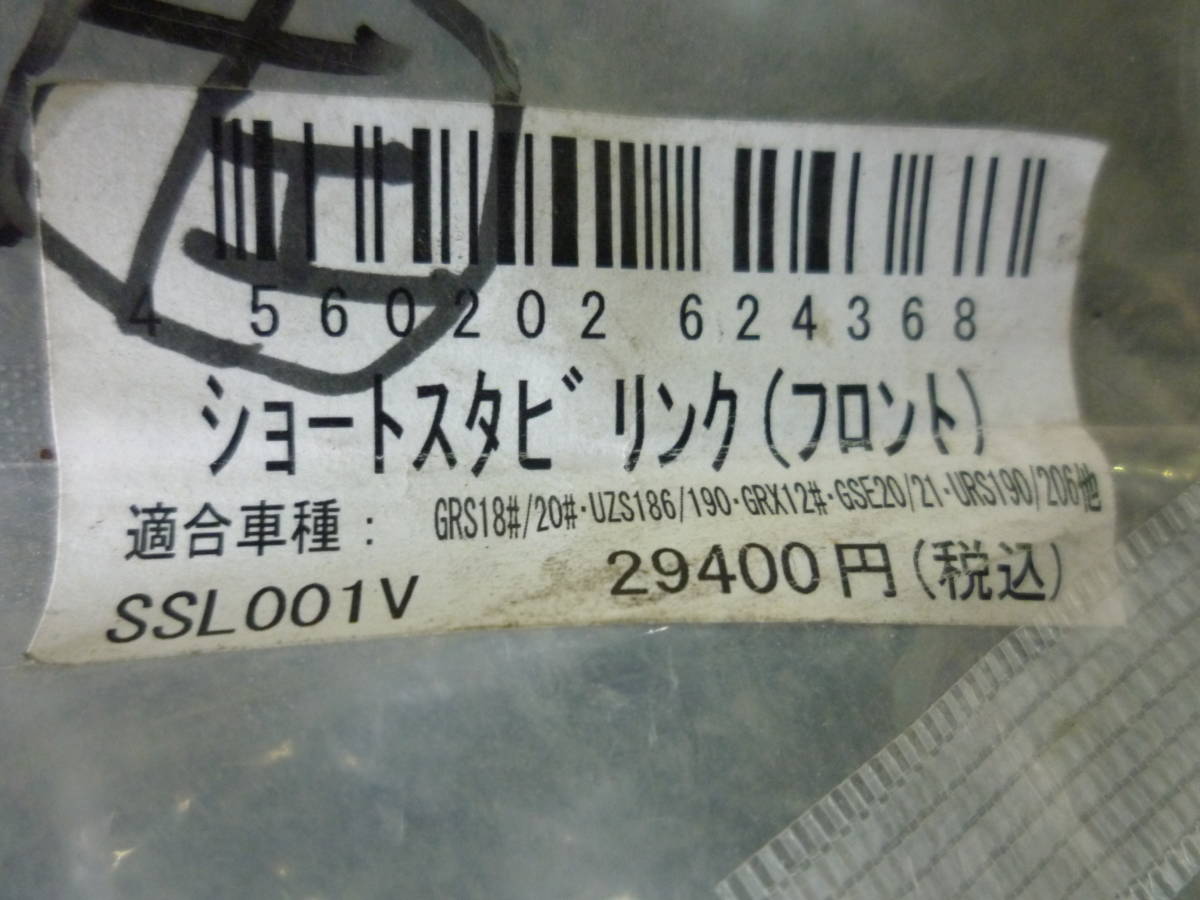 4 560202 624368
ショートスタビリンク(フロント)
適合車種: GRS18#/20#・UZS186/190・GRX12#・GSE20/21・URS190/206他
SSL001V 29400円(税込)